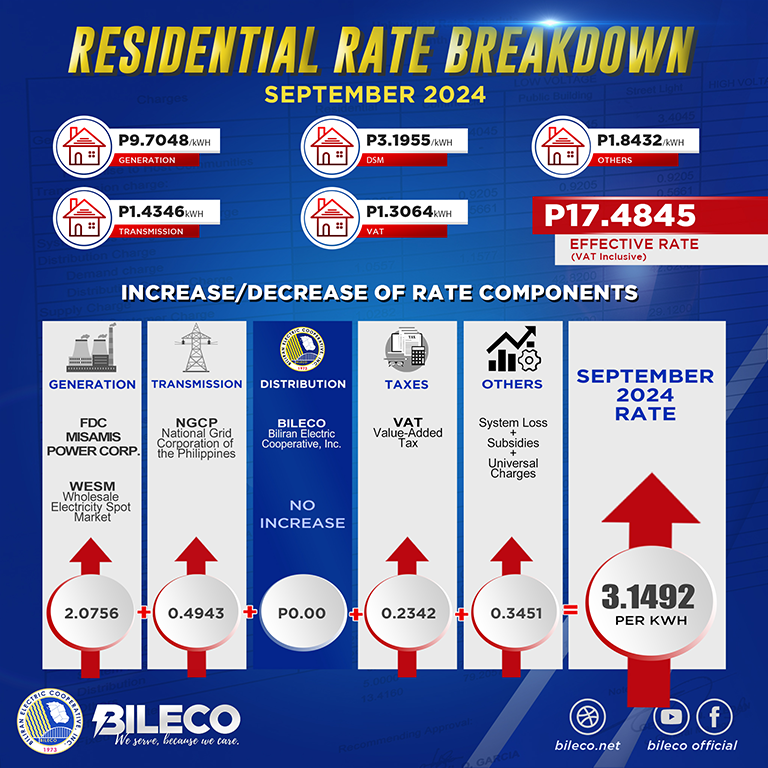 RESIDENTIAL RATE BREAKDOWN
SEPTEMBER 2024
P9.7048/kWH
GENERATION
P3.1955/kWH
DSM
P1.8432/kWH
OTHERS
P1.4346kWH
TRANSMISSION
P1.3064kWH
VAT
P17.4845
EFFECTIVE RATE
(VAT Inclusive)
INCREASE/DECREASE OF RATE COMPONENTS
GENERATION
FDC
MISAMIS
POWER CORP.
WESM
Wholesale
Electricity Spot
Market
2.0756
+
TRANSMISSION
NGCP
National Grid
Corporation of
the Philippines
0.4943
+
DISTRIBUTION
BILECO
Biliran Electric
Cooperative, Inc.
NO
INCREASE
P0.00
+
TAX
TAXES
VAT
Value-Added
Tax
0.2342
+
OTHERS
System Loss
+
Subsidies
+
Universal
Charges
0.3451
=
SEPTEMBER
2024
RATE
3.1492
PER KWH
BILIRAN ELECTRIC COOPERATIVE, INC.
BILECO
1973
BILECO
We serve, because we care.
bileco.net
bileco official